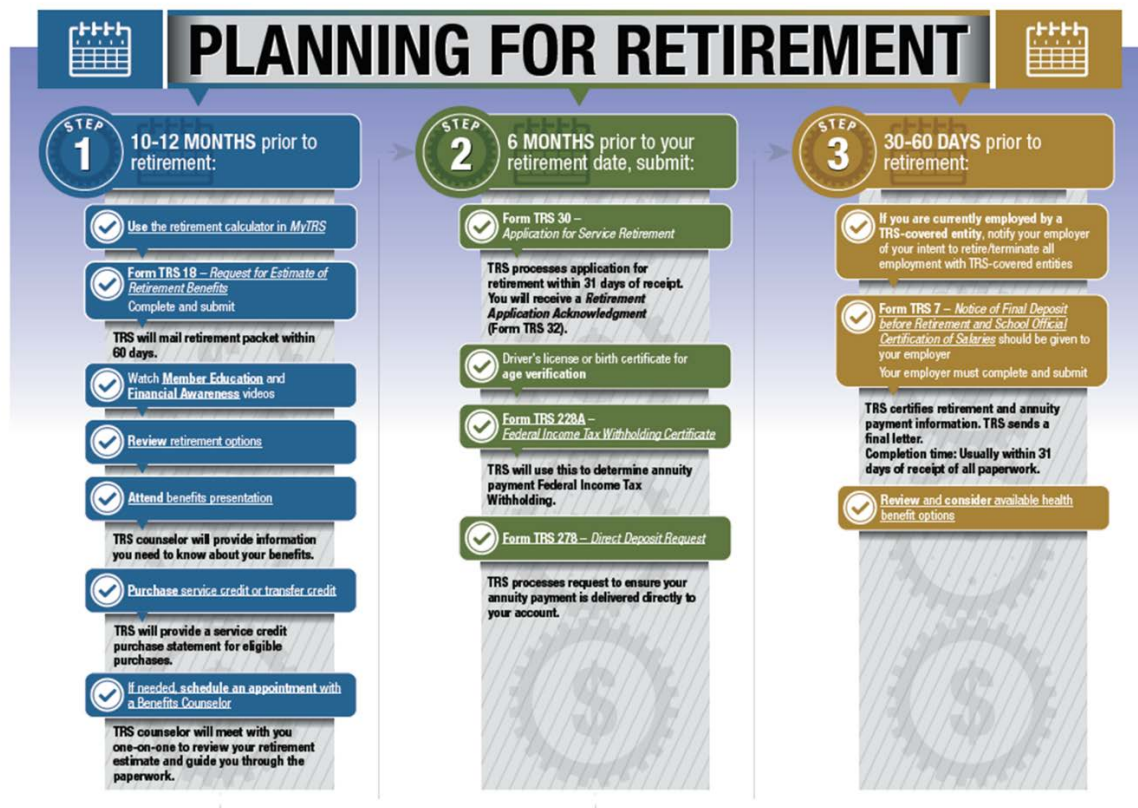 PLANNING FOR RETIREMENT
STEP
1
10-12 MONTHS prior to
retirement:
Use the retirement calculator in MyTRS
Form TRS 18 – Request for Estimate of
Retirement Benefits
Complete and submit
TRS will mail retirement packet within
60 days.
Watch Member Education and
Financial Awareness videos
Review retirement options
Attend benefits presentation
TRS counselor will provide information
you need to know about your benefits.
Purchase service credit or transfer credit
TRS will provide a service credit
purchase statement for eligible
purchases.
If needed, schedule an appointment with
a Benefits Counselor
TRS counselor will meet with you
one-on-one to review your retirement
estimate and guide you through the
paperwork.
STEP
2
6 MONTHS prior to your
retirement date, submit:
Form TRS 30 –
Application for Service Retirement
TRS processes application for
retirement within 31 days of receipt.
You will receive a Retirement
Application Acknowledgment
(Form TRS 32).
Driver's license or birth certificate for
age verification
Form TRS 228A –
Federal Income Tax Withholding Certificate
TRS will use this to determine annuity
payment Federal Income Tax
Withholding.
Form TRS 278 – Direct Deposit Request
TRS processes request to ensure your
annuity payment is delivered directly to
your account.
$
STEP
3
30-60 DAYS prior to
retirement:
If you are currently employed by a
TRS-covered entity, notify your employer
of your intent to retire/terminate all
employment with TRS-covered entities
Form TRS 7 – Notice of Final Deposit
before Retirement and School Official
Certification of Salaries should be given to
your employer
Your employer must complete and submit
TRS certifies retirement and annuity
payment information. TRS sends a
final letter.
Completion time: Usually within 31
days of receipt of all paperwork.
Review and consider available health
benefit options
$